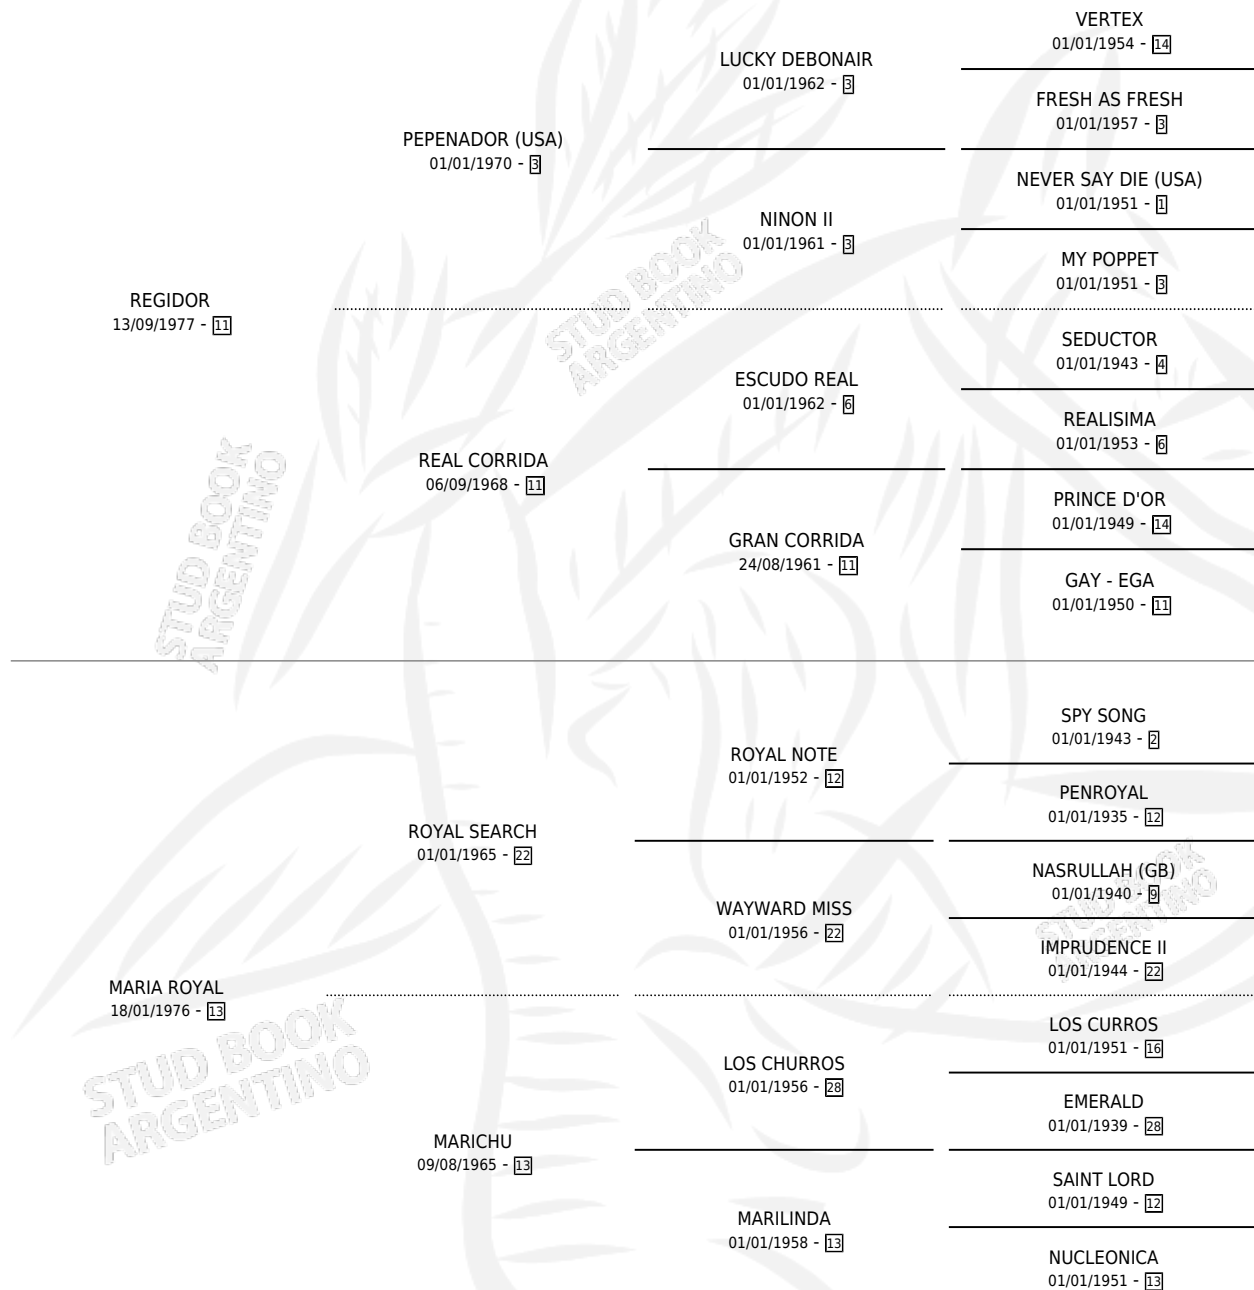 VERTEX
01/01/1954 - 14
LUCKY DEBONAIR
01/01/1962 - 3
FRESH AS FRESH
01/01/1957 - 3
PEPENADOR (USA)
01/01/1970 - 3
NEVER SAY DIE (USA)
01/01/1951 - 1
NINON II
01/01/1961 - 3
MY POPPET
01/01/1951 - 3
REGIDOR
13/09/1977 - 11
SEDUCTOR
01/01/1943 - 4
ESCUDO REAL
01/01/1962 - 6
REALISIMA
01/01/1953 - 6
REAL CORRIDA
06/09/1968 - 11
PRINCE D'OR
01/01/1949 - 14
GRAN CORRIDA
24/08/1961 - 11
GAY - EGA
01/01/1950 - 11
SPY SONG
01/01/1943 - 2
ROYAL NOTE
01/01/1952 - 12
PENROYAL
01/01/1935 - 12
ROYAL SEARCH
01/01/1965 - 22
NASRULLAH (GB)
01/01/1940 - 9
WAYWARD MISS
01/01/1956 - 22
IMPRUDENCE II
01/01/1944 - 22
MARIA ROYAL
18/01/1976 - 13
LOS CURROS
01/01/1951 - 16
LOS CHURROS
01/01/1956 - 28
EMERALD
01/01/1939 - 28
MARICHU
09/08/1965 - 13
SAINT LORD
01/01/1949 - 12
MARILINDA
01/01/1958 - 13
NUCLEONICA
01/01/1951 - 13
STUD BOOK
ARGENTINO
STUD BOOK
ARGENTINO
STUD BOOK
ARGENTINO
STUD BOOK
ARGENTINO